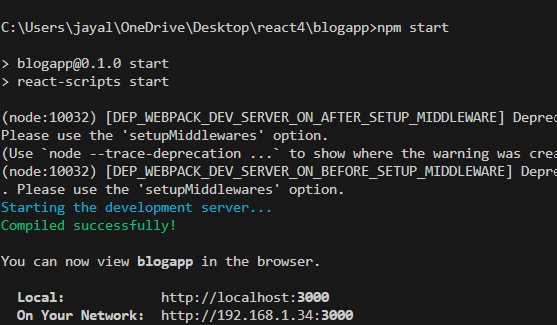 C:\Users\jayal\OneDrive\Desktop\react4\blogapp>npm start
> blogapp@0.1.0 start
> react-scripts start
(node:10032) [DEP_WEBPACK_DEV_SERVER_ON_AFTER_SETUP_MIDDLEWARE] Deprec
Please use the 'setupMiddlewares' option.
(Use `node --trace-deprecation ...` to show where the warning was crea
(node:10032) [DEP_WEBPACK_DEV_SERVER_ON_BEFORE_SETUP_MIDDLEWARE] Depre
. Please use the 'setupMiddlewares' option.
Starting the development server...
Compiled successfully!
You can now view blogapp in the browser.
Local: http://localhost:3000
On Your Network: http://192.168.1.34:3000